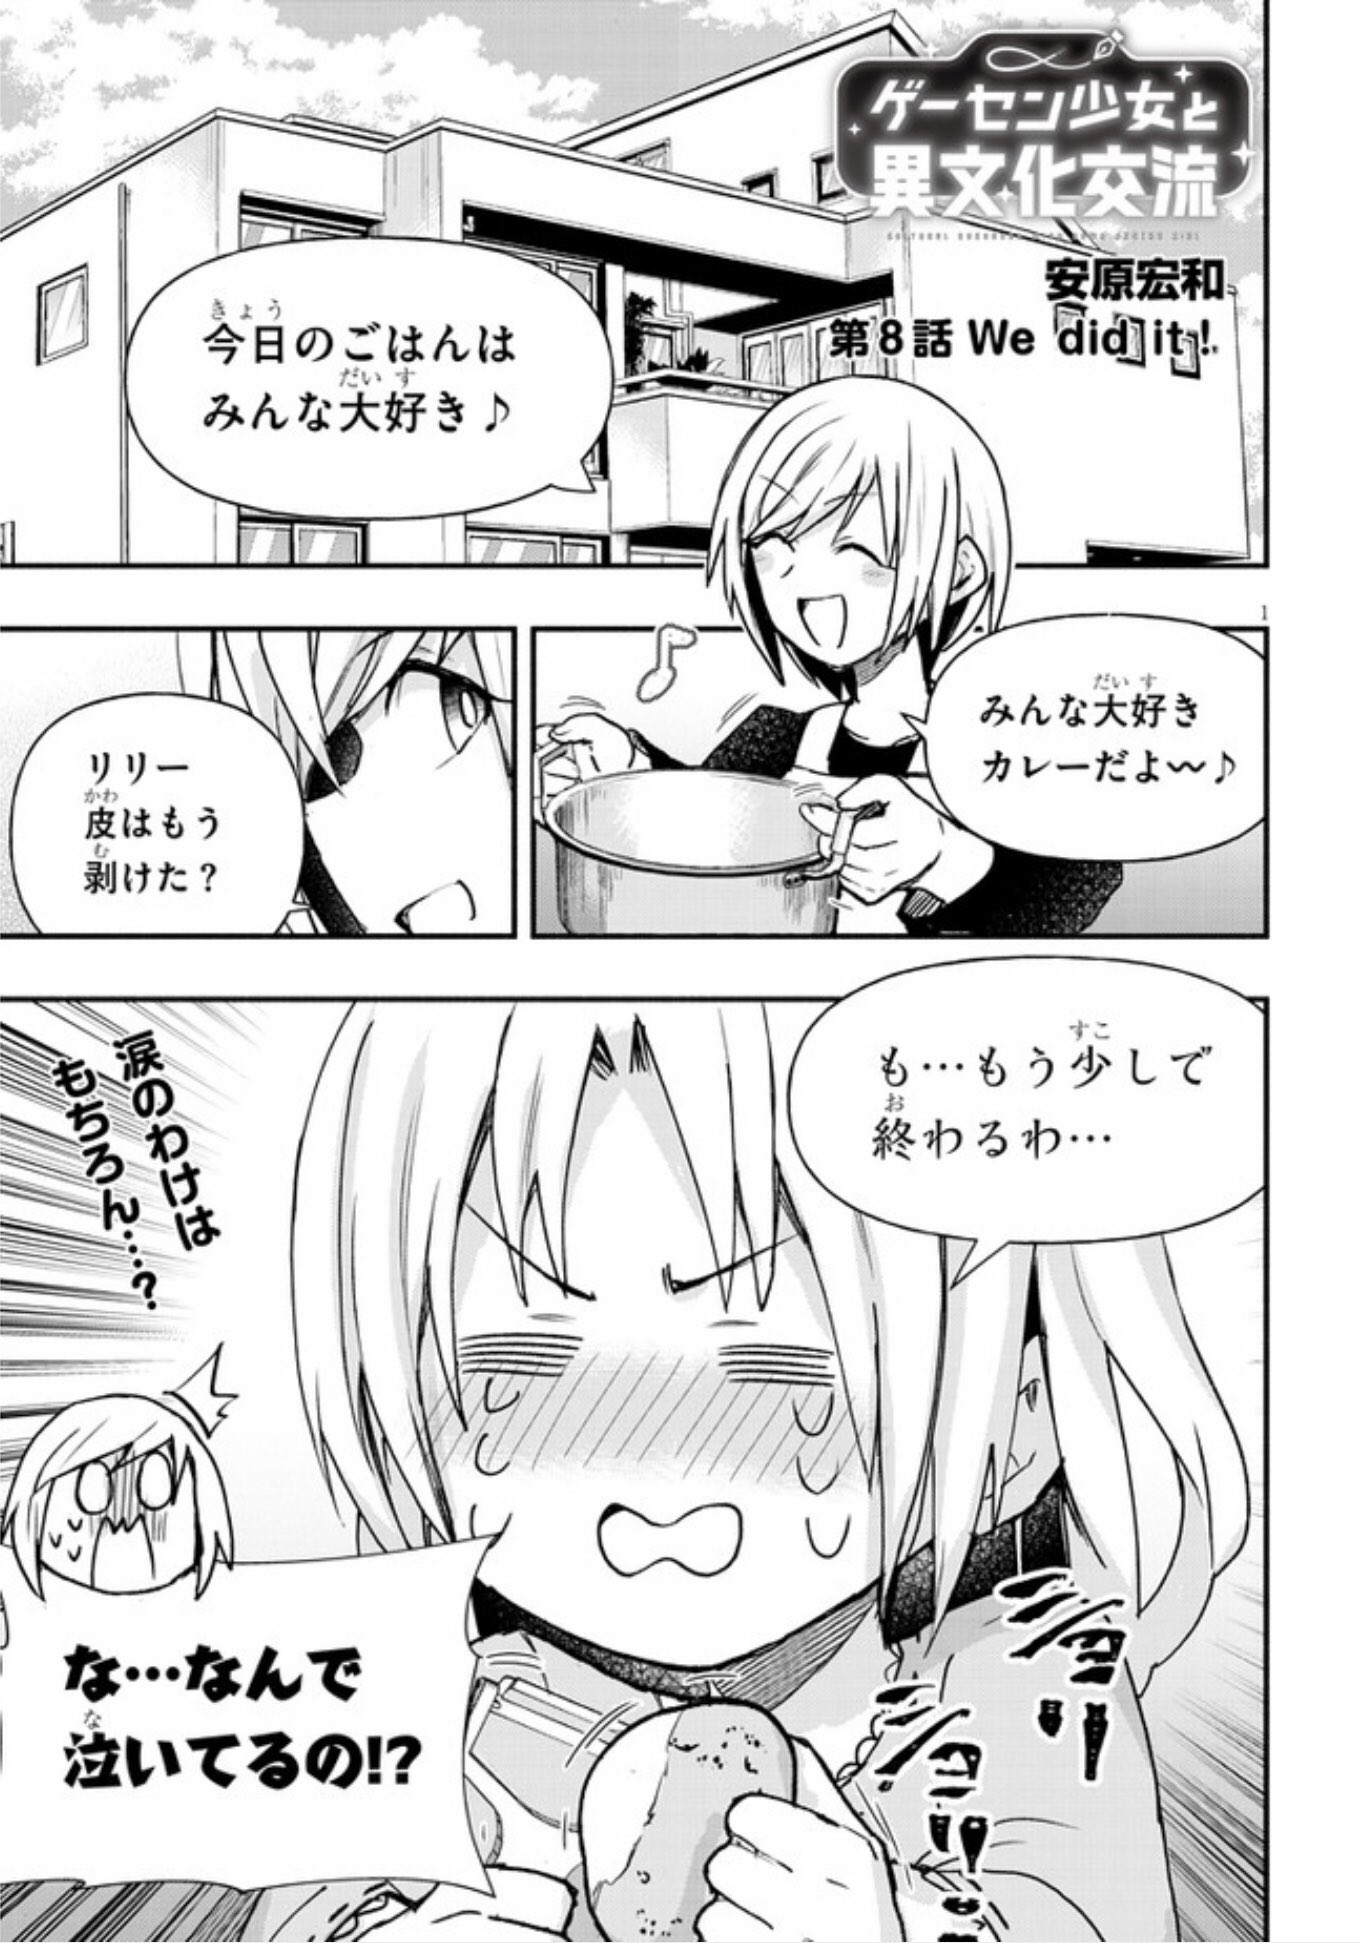 ゲーセン少女と
異文化交流
安原宏和
第8話 We did it!
今日のごはんは
みんな大好き♪
1
みんな大好き
カレーだよ〜♪
リリー
皮はもう
剥けた？
も…もう少しで
終わるわ…
涙のわけは
もちろん…？
な…なんで
泣いてるの!?
ショリ
ショリ